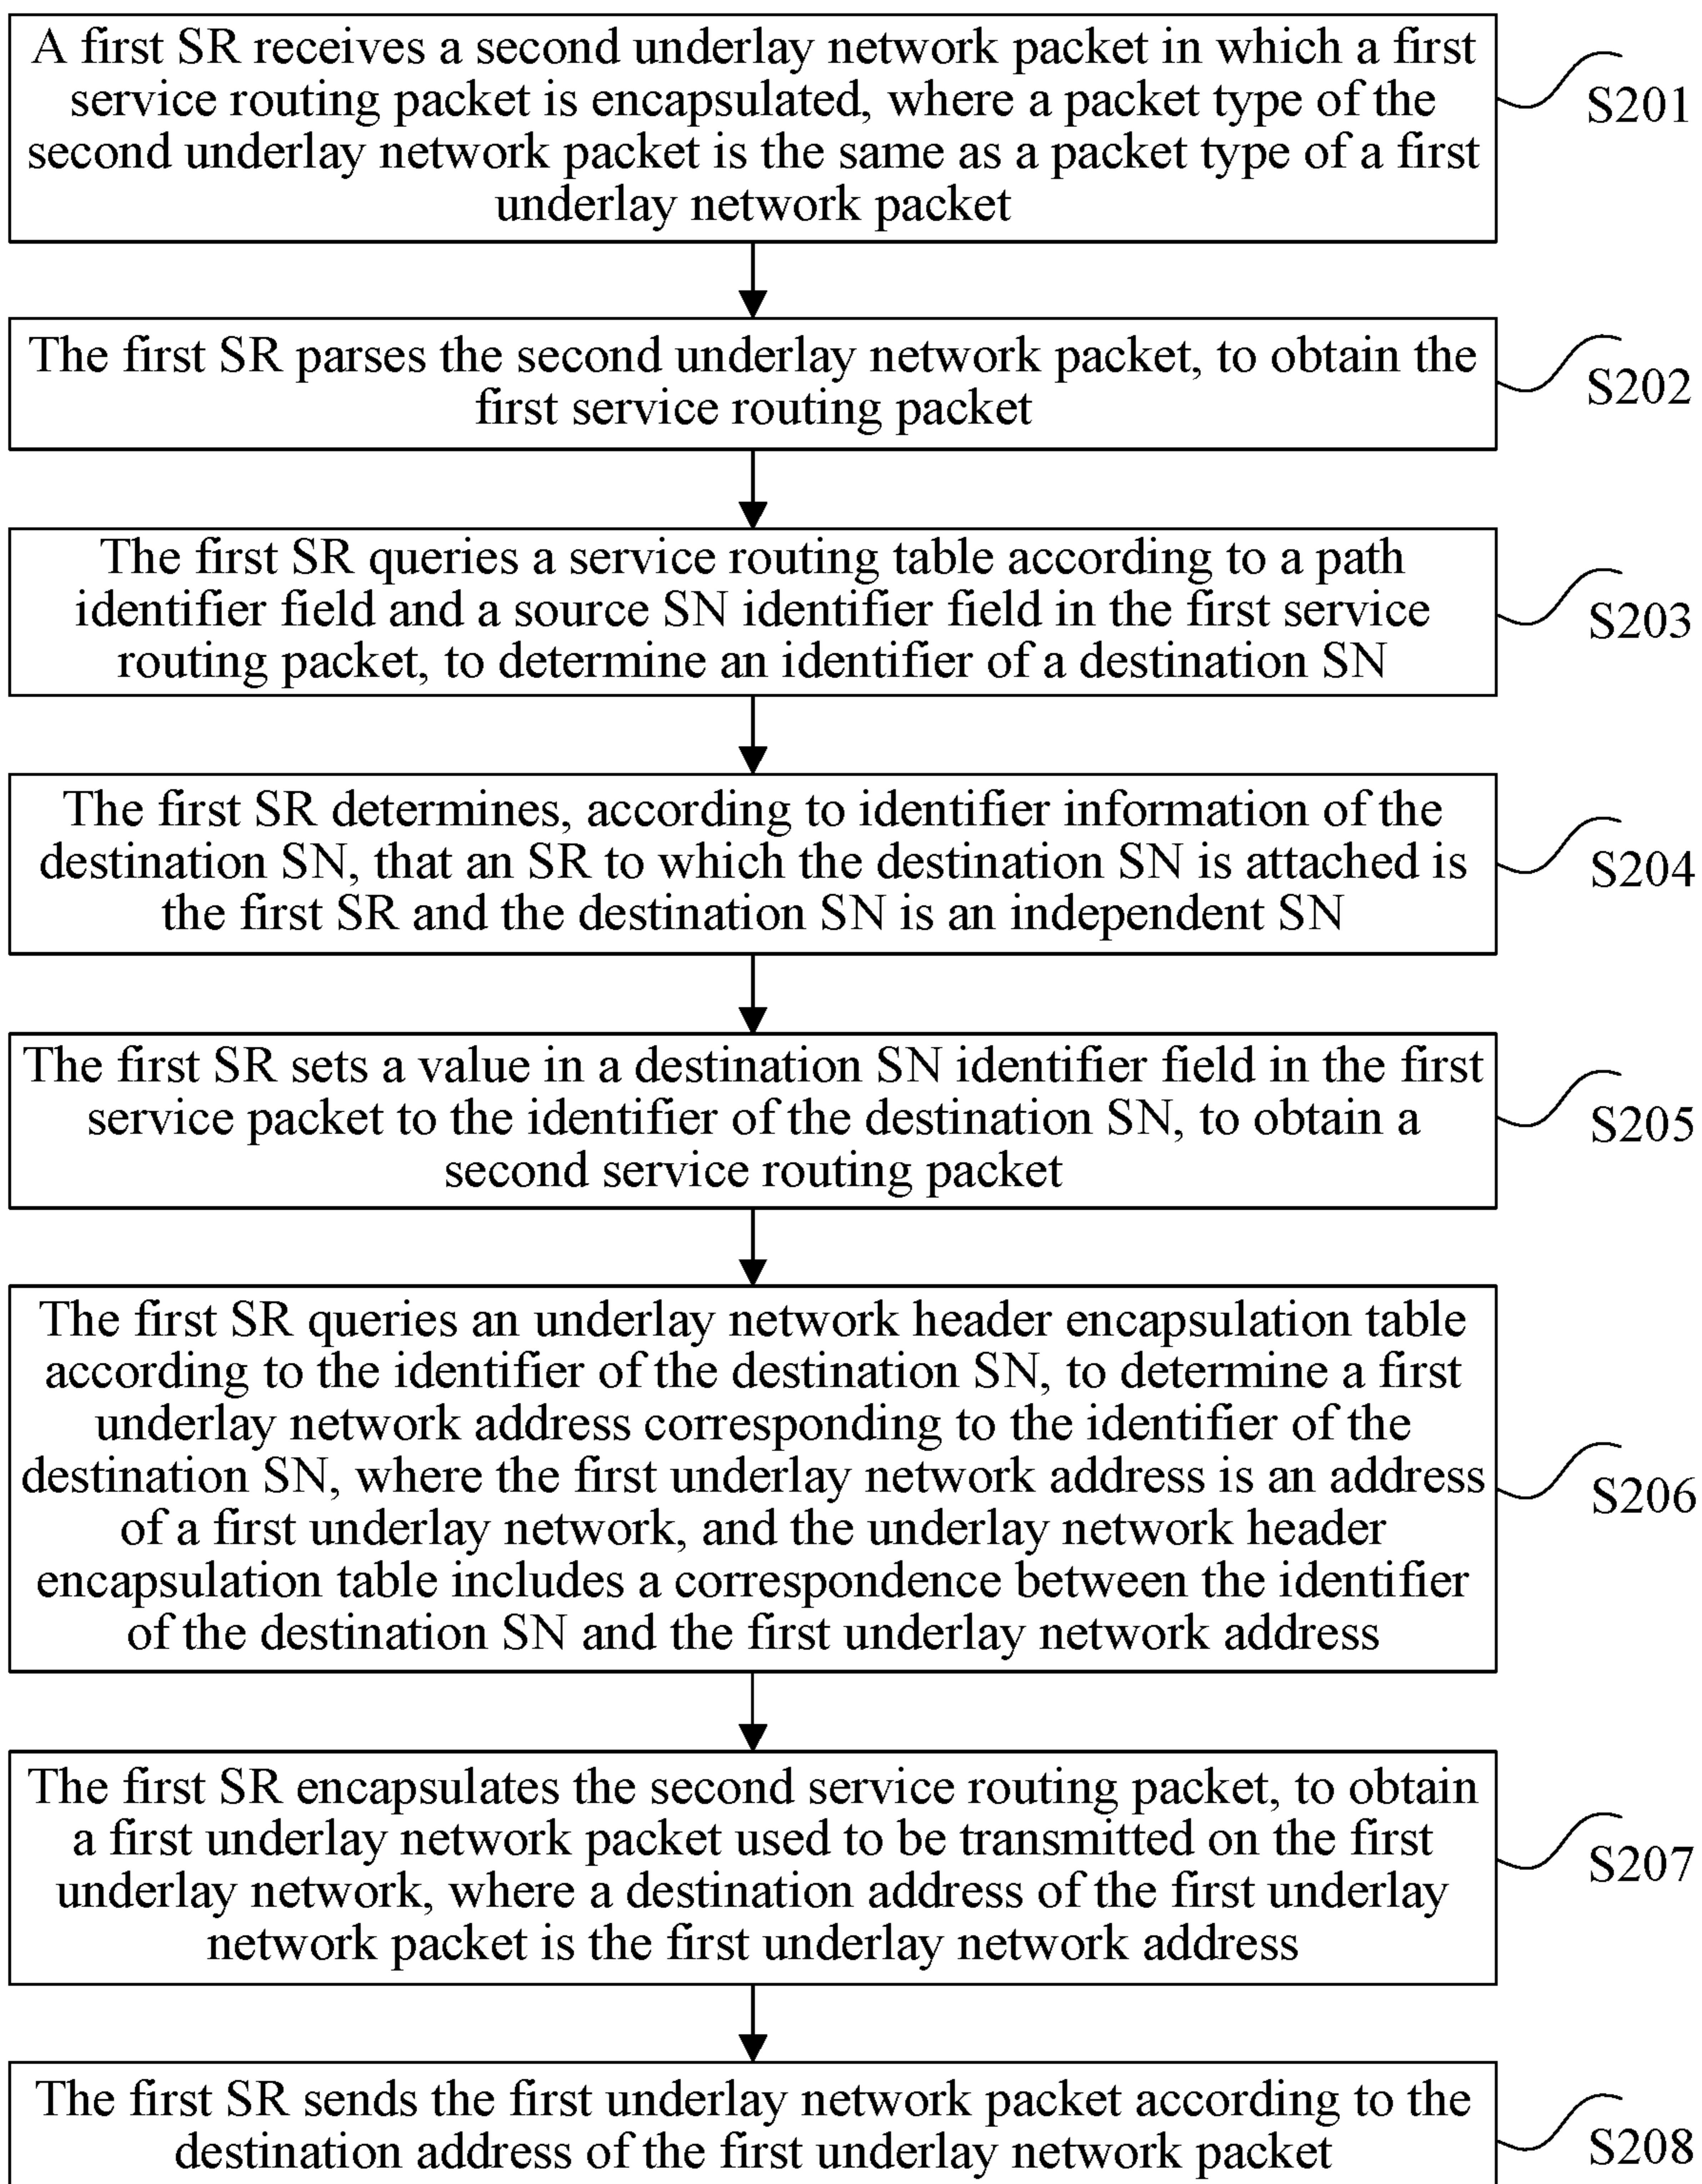 A first SR receives a second underlay network packet in which a first
service routing packet is encapsulated, where a packet type of the
second underlay network packet is the same as a packet type of a first
underlay network packet
S201
The first SR parses the second underlay network packet, to obtain the
first service routing packet
S202
The first SR queries a service routing table according to a path
identifier field and a source SN identifier field in the first service
routing packet, to determine an identifier of a destination SN
S203
The first SR determines, according to identifier information of the
destination SN, that an SR to which the destination SN is attached is
the first SR and the destination SN is an independent SN
S204
The first SR sets a value in a destination SN identifier field in the first
service packet to the identifier of the destination SN, to obtain a
second service routing packet
S205
The first SR queries an underlay network header encapsulation table
according to the identifier of the destination SN, to determine a first
underlay network address corresponding to the identifier of the
destination SN, where the first underlay network address is an address
of a first underlay network, and the underlay network header
encapsulation table includes a correspondence between the identifier
of the destination SN and the first underlay network address
S206
The first SR encapsulates the second service routing packet, to obtain
a first underlay network packet used to be transmitted on the first
underlay network, where a destination address of the first underlay
network packet is the first underlay network address
S207
The first SR sends the first underlay network packet according to the
destination address of the first underlay network packet
S208